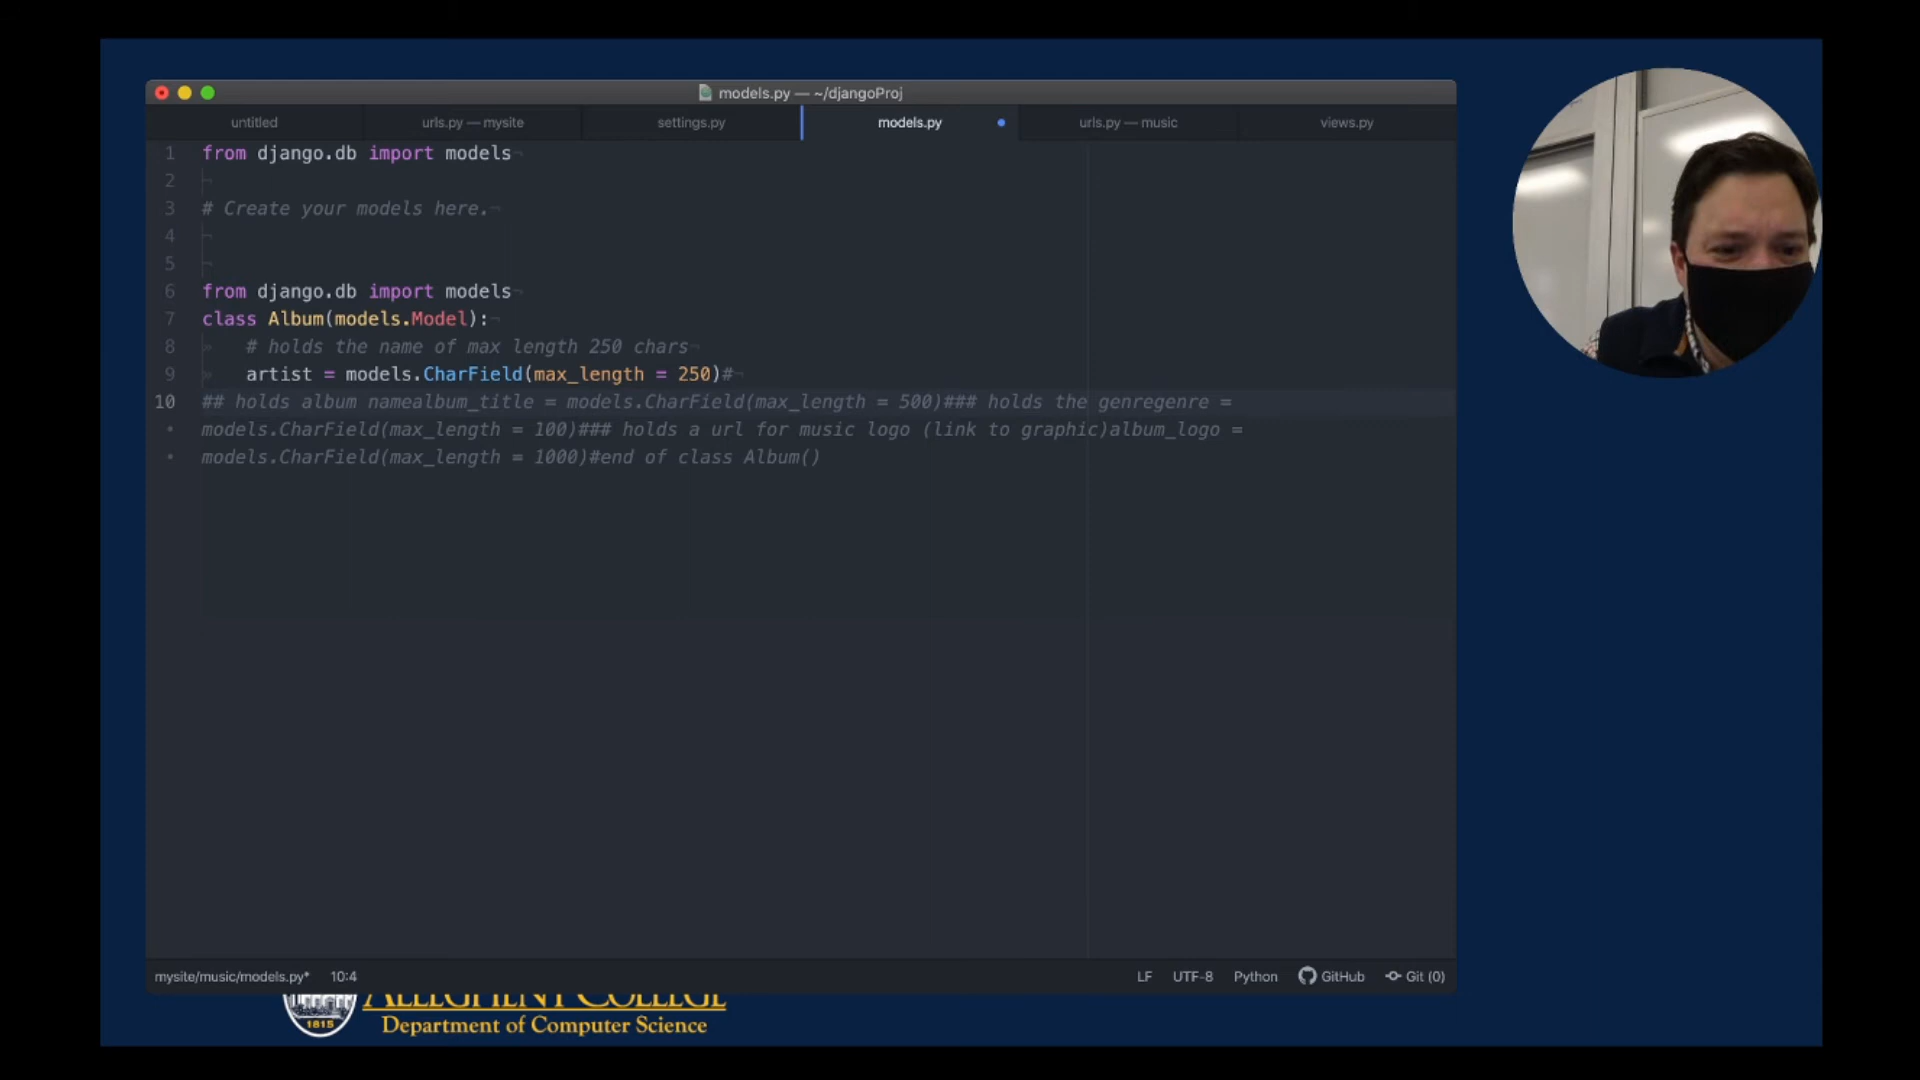 models.py — ~/djangoProj
untitled urls.py — mysite settings.py models.py urls.py — music views.py
1 from django.db import models
2
3 # Create your models here.
4
5
6 from django.db import models
7 class Album(models.Model):
8 # holds the name of max length 250 chars
9 artist = models.CharField(max_length = 250)#
10 ## holds album namealbum_title = models.CharField(max_length = 500)### holds the genregenre =
• models.CharField(max_length = 100)### holds a url for music logo (link to graphic)album_logo =
• models.CharField(max_length = 1000)#end of class Album()
mysite/music/models.py* 10:4 LF UTF-8 Python GitHub Git (0)
ALLEGHENY COLLEGE
1815
Department of Computer Science